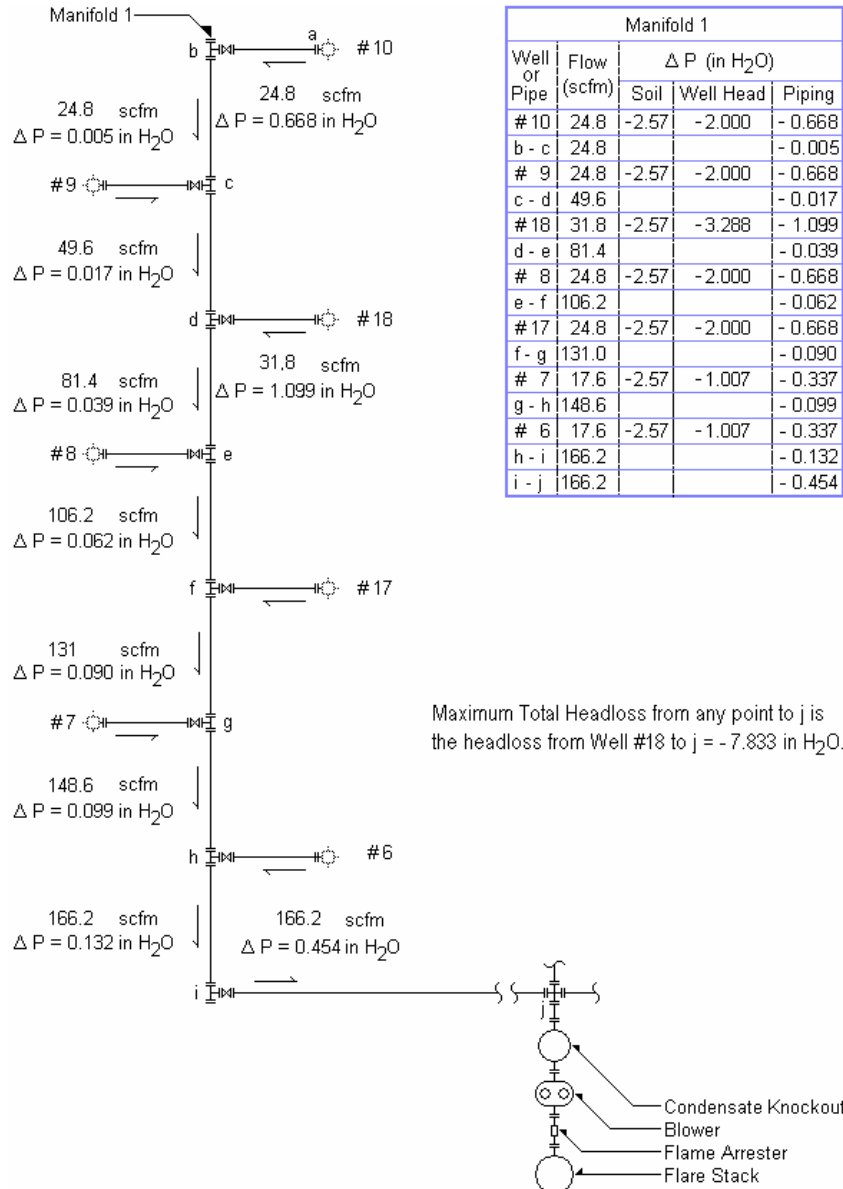 Manifold 1
b
a
#10
24.8 scfm
Δ P = 0.005 in H2O
24.8 scfm
Δ P = 0.668 in H2O
#9
c
49.6 scfm
Δ P = 0.017 in H2O
d
#18
81.4 scfm
Δ P = 0.039 in H2O
31,8 scfm
Δ P = 1.099 in H2O
#8
e
106.2 scfm
Δ P = 0.062 in H2O
f
#17
131 scfm
Δ P = 0.090 in H2O
#7
g
148.6 scfm
Δ P = 0.099 in H2O
h
#6
166.2 scfm
Δ P = 0.132 in H2O
166.2 scfm
Δ P = 0.454 in H2O
i
j
Condensate Knockout
Blower
Flame Arrester
Flare Stack
Manifold 1
Well or Pipe Flow (scfm) Δ P (in H2O)
Soil Well Head Piping
#10 24.8 -2.57 -2.000 - 0.668
b - c 24.8 - 0.005
# 9 24.8 -2.57 -2.000 - 0.668
c - d 49.6 - 0.017
#18 31.8 -2.57 -3.288 - 1.099
d - e 81.4 - 0.039
# 8 24.8 -2.57 -2.000 - 0.668
e - f 106.2 - 0.062
#17 24.8 -2.57 -2.000 - 0.668
f - g 131.0 - 0.090
# 7 17.6 -2.57 -1.007 - 0.337
g - h 148.6 - 0.099
# 6 17.6 -2.57 -1.007 - 0.337
h - i 166.2 - 0.132
i - j 166.2 - 0.454
Maximum Total Headloss from any point to j is
the headloss from Well #18 to j = - 7.833 in H2O.